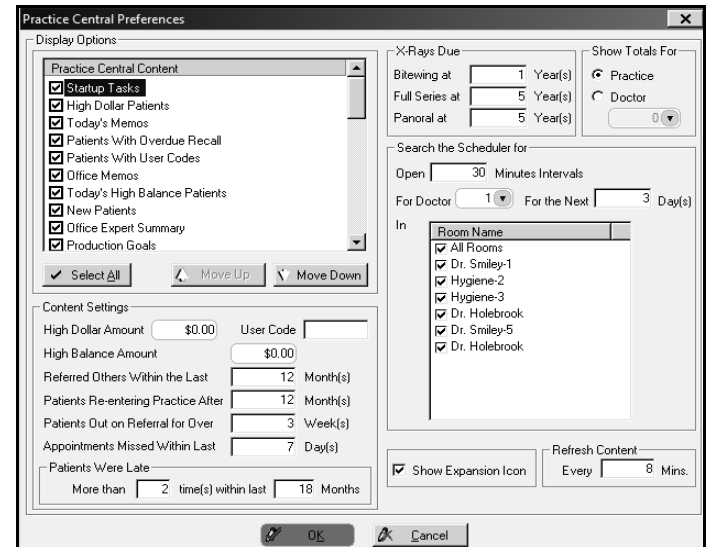 Practice Central Preferences
Display Options
Practice Central Content
Startup Tasks
High Dollar Patients
Today's Memos
Patients With Overdue Recall
Patients With User Codes
Office Memos
Today's High Balance Patients
New Patients
Office Expert Summary
Production Goals
Select All Move Up Move Down
Content Settings
High Dollar Amount $0.00 User Code
High Balance Amount $0.00
Referred Others Within the Last 12 Month(s)
Patients Re-entering Practice After 12 Month(s)
Patients Out on Referral for Over 3 Week(s)
Appointments Missed Within Last 7 Day(s)
Patients Were Late
More than 2 time(s) within last 18 Months
X-Rays Due
Bitewing at 1 Year(s)
Full Series at 5 Year(s)
Panoral at 5 Year(s)
Show Totals For
Practice
Doctor
0
Search the Scheduler for
Open 30 Minutes Intervals
For Doctor 1 For the Next 3 Day(s)
In
Room Name
All Rooms
Dr. Smiley-1
Hygiene-2
Hygiene-3
Dr. Holebrook
Dr. Smiley-5
Dr. Holebrook
Show Expansion Icon
Refresh Content
Every 8 Mins.
OK Cancel